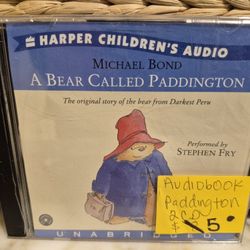 HARPER CHILDREN'S AUDIO
MICHAEL BOND
A BEAR CALLED PADDINGTON
The original story of the bear from Darkest Peru
Performed by
STEPHEN FRY
Audiobook
Paddington
2 CD
$ 5.
UNABRIDGED